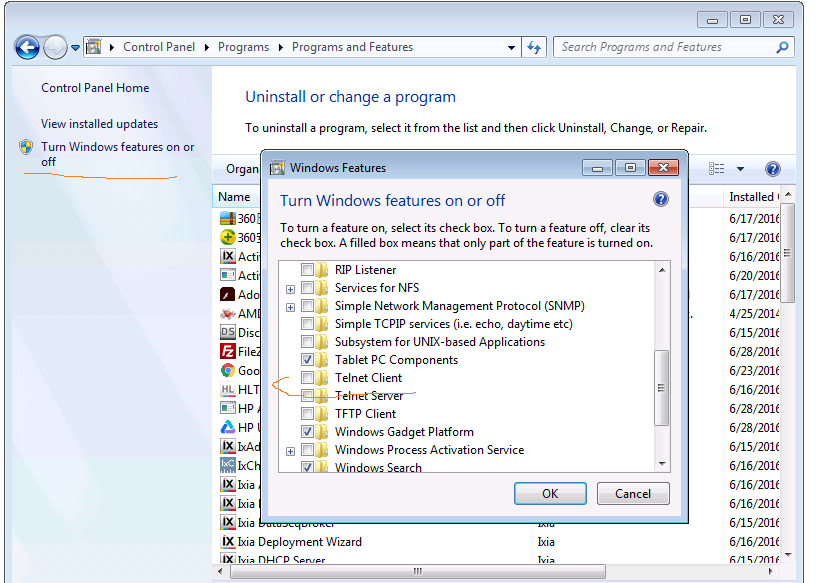 Control Panel
Programs
Programs and Features
Search Programs and Features
Control Panel Home
View installed updates
Turn Windows features on or
off
Uninstall or change a program
To uninstall a program, select it from the list and then click Uninstall, Change, or Repair.
Organ
Name
Installed
360
6/17/2016
360
6/17/2016
Acti
6/16/2016
Acti
6/20/2016
Ado
6/17/2016
AMD
4/25/2014
DS Disc
6/15/2016
FileZ
6/28/2016
Goo
6/23/2016
HL HLT
6/16/2016
HP A
6/28/2016
HP U
6/28/2016
IX IxAd
6/15/2016
IxC IxCh
6/16/2016
IX Ixia A
6/16/2016
IX Ixia
6/16/2016
IX Ixia DataSeqBroker
Ixia
6/15/2016
IX Ixia Deployment Wizard
Ixia
6/16/2016
IX Ixia DHCP Server
Ixia
6/15/2016
Windows Features
Turn Windows features on or off
To turn a feature on, select its check box. To turn a feature off, clear its
check box. A filled box means that only part of the feature is turned on.
RIP Listener
Services for NFS
Simple Network Management Protocol (SNMP)
Simple TCPIP services (i.e. echo, daytime etc)
Subsystem for UNIX-based Applications
Tablet PC Components
Telnet Client
Telnet Server
TFTP Client
Windows Gadget Platform
Windows Process Activation Service
Windows Search
OK
Cancel